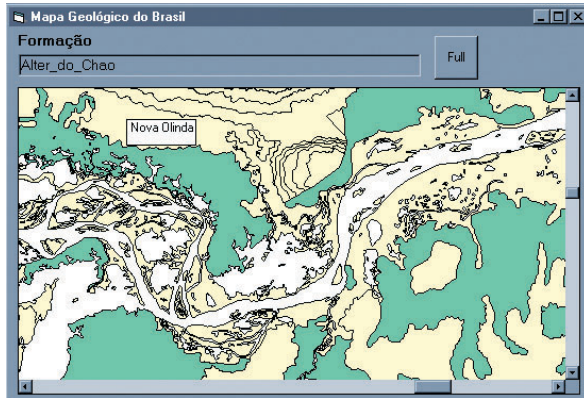 Mapa Geológico do Brasil
Formação
Alter_do_Chao
Full
Nova Olinda